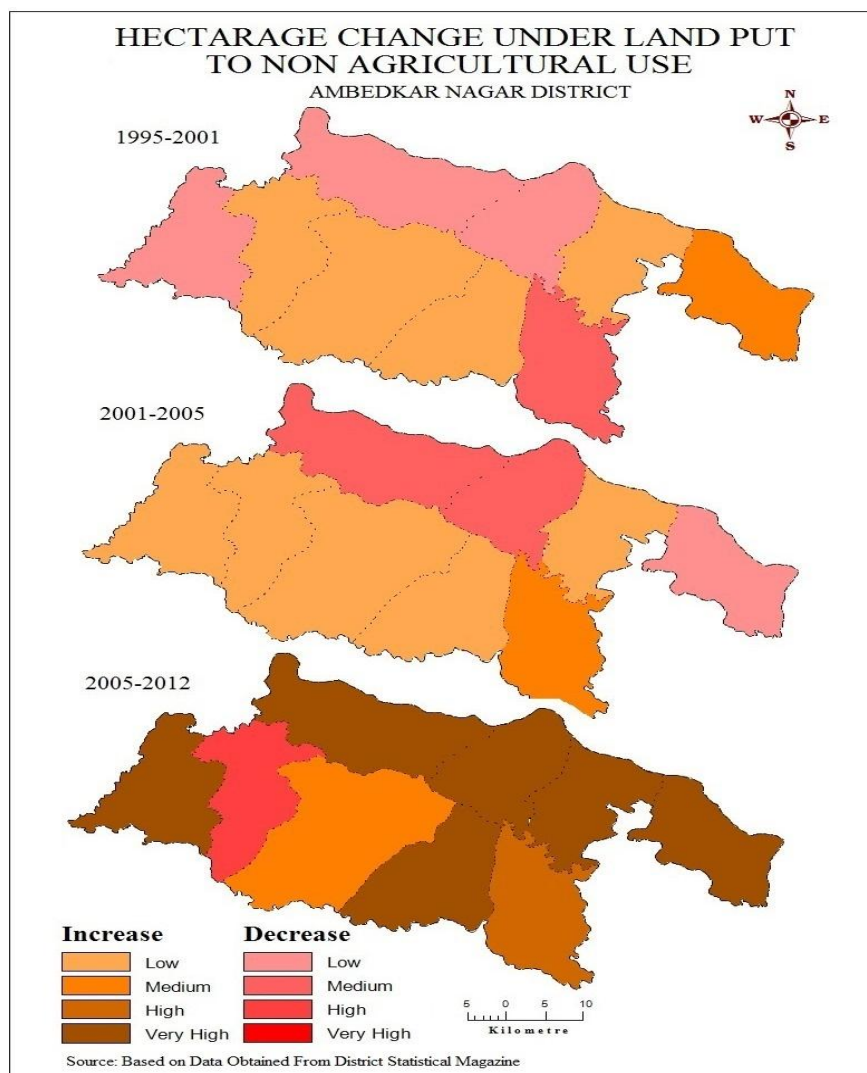 HECTARAGE CHANGE UNDER LAND PUT
TO NON AGRICULTURAL USE
AMBEDKAR NAGAR DISTRICT
N
W E
S
1995-2001
2001-2005
2005-2012
Increase
Low
Medium
High
Very High
Decrease
Low
Medium
High
Very High
5 0 5 10
Kilometre
Source: Based on Data Obtained From District Statistical Magazine